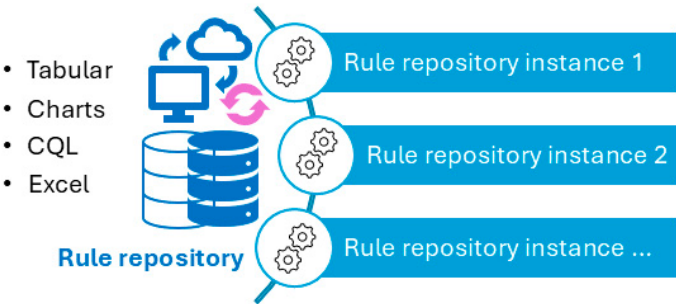 • Tabular
• Charts
• CQL
• Excel
Rule repository
Rule repository instance 1
Rule repository instance 2
Rule repository instance ...